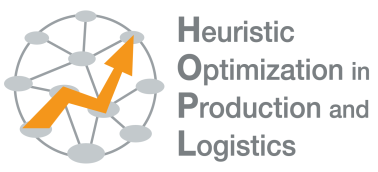 Heuristic
Optimization in
Production and
Logistics